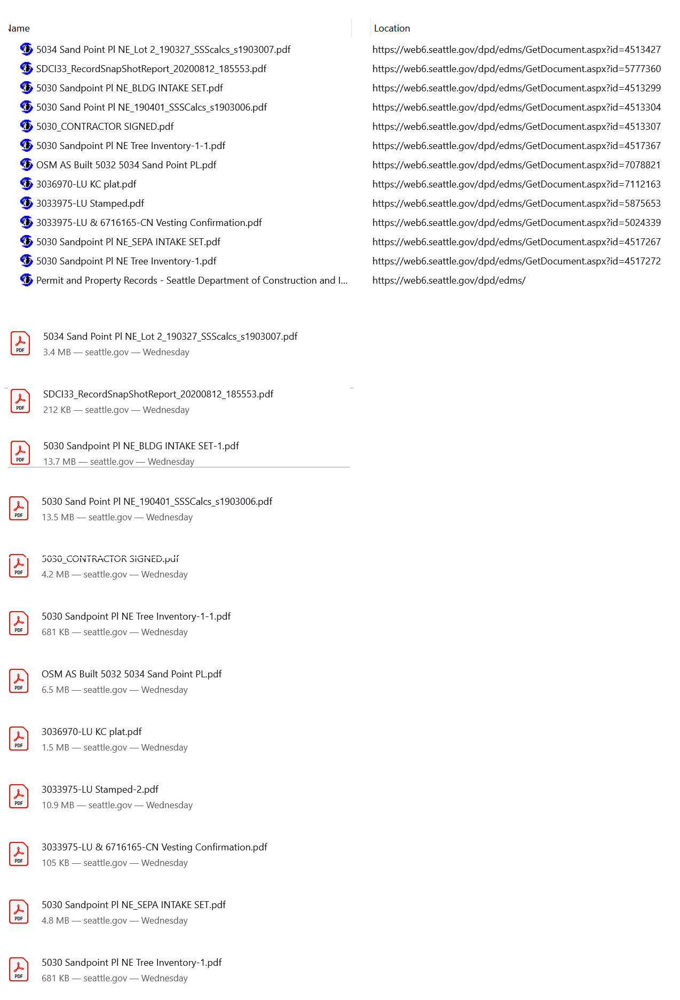 Name Location
5034 Sand Point Pl NE_Lot 2_190327_SSScalcs_s1903007.pdf https://web6.seattle.gov/dpd/edms/GetDocument.aspx?id=4513427
SDCI33_RecordSnapShotReport_20200812_185553.pdf https://web6.seattle.gov/dpd/edms/GetDocument.aspx?id=5777360
5030 Sandpoint Pl NE_BLDG INTAKE SET.pdf https://web6.seattle.gov/dpd/edms/GetDocument.aspx?id=4513299
5030 Sand Point Pl NE_190401_SSSCalcs_s1903006.pdf https://web6.seattle.gov/dpd/edms/GetDocument.aspx?id=4513304
5030_CONTRACTOR SIGNED.pdf https://web6.seattle.gov/dpd/edms/GetDocument.aspx?id=4513307
5030 Sandpoint Pl NE Tree Inventory-1-1.pdf https://web6.seattle.gov/dpd/edms/GetDocument.aspx?id=4517367
OSM AS Built 5032 5034 Sand Point PL.pdf https://web6.seattle.gov/dpd/edms/GetDocument.aspx?id=7078821
3036970-LU KC plat.pdf https://web6.seattle.gov/dpd/edms/GetDocument.aspx?id=7112163
3033975-LU Stamped.pdf https://web6.seattle.gov/dpd/edms/GetDocument.aspx?id=5875653
3033975-LU & 6716165-CN Vesting Confirmation.pdf https://web6.seattle.gov/dpd/edms/GetDocument.aspx?id=5024339
5030 Sandpoint Pl NE_SEPA INTAKE SET.pdf https://web6.seattle.gov/dpd/edms/GetDocument.aspx?id=4517267
5030 Sandpoint Pl NE Tree Inventory-1.pdf https://web6.seattle.gov/dpd/edms/GetDocument.aspx?id=4517272
Permit and Property Records - Seattle Department of Construction and I... https://web6.seattle.gov/dpd/edms/
5034 Sand Point Pl NE_Lot 2_190327_SSScalcs_s1903007.pdf
PDF 3.4 MB — seattle.gov — Wednesday
SDCI33_RecordSnapShotReport_20200812_185553.pdf
PDF 212 KB — seattle.gov — Wednesday
5030 Sandpoint Pl NE_BLDG INTAKE SET-1.pdf
PDF 13.7 MB — seattle.gov — Wednesday
5030 Sand Point Pl NE_190401_SSSCalcs_s1903006.pdf
PDF 13.5 MB — seattle.gov — Wednesday
5030_CONTRACTOR SIGNED.pdf
PDF 4.2 MB — seattle.gov — Wednesday
5030 Sandpoint Pl NE Tree Inventory-1-1.pdf
PDF 681 KB — seattle.gov — Wednesday
OSM AS Built 5032 5034 Sand Point PL.pdf
PDF 6.5 MB — seattle.gov — Wednesday
3036970-LU KC plat.pdf
PDF 1.5 MB — seattle.gov — Wednesday
3033975-LU Stamped-2.pdf
PDF 10.9 MB — seattle.gov — Wednesday
3033975-LU & 6716165-CN Vesting Confirmation.pdf
PDF 105 KB — seattle.gov — Wednesday
5030 Sandpoint Pl NE_SEPA INTAKE SET.pdf
PDF 4.8 MB — seattle.gov — Wednesday
5030 Sandpoint Pl NE Tree Inventory-1.pdf
PDF 681 KB — seattle.gov — Wednesday